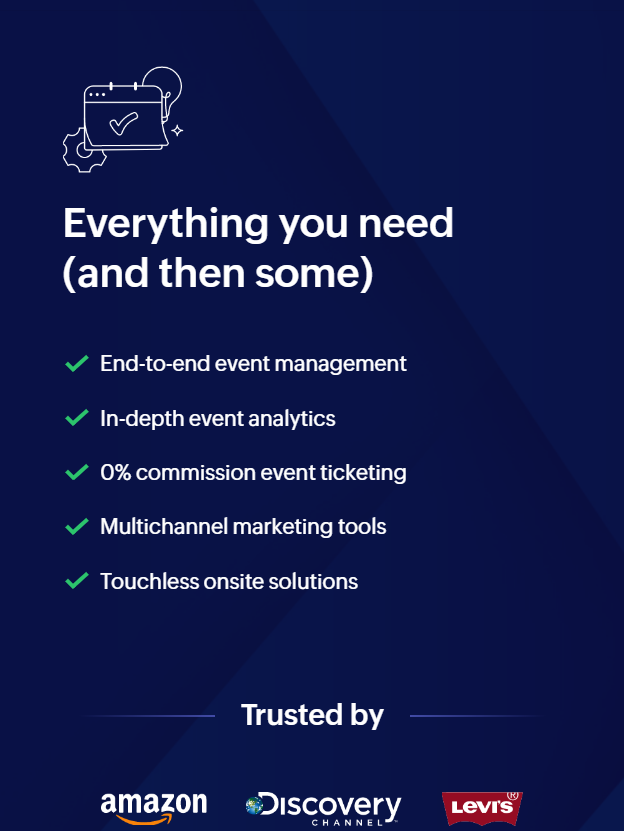 Everything you need
(and then some)
End-to-end event management
In-depth event analytics
0% commission event ticketing
Multichannel marketing tools
Touchless onsite solutions
Trusted by
amazon
Discovery
CHANNEL™
LEVI'S®